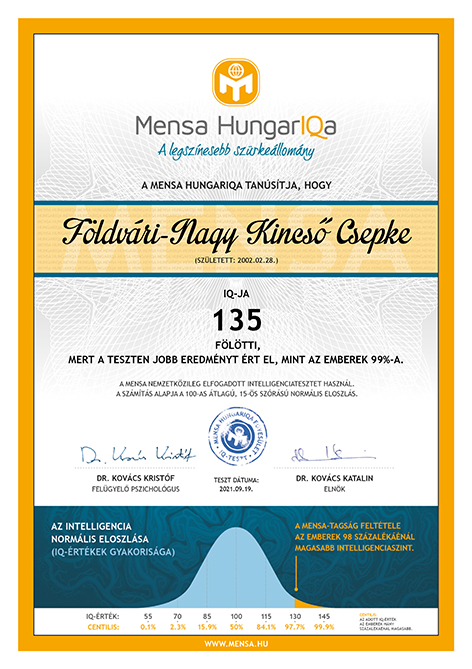 Mensa HungarIQa
A legszínesebb szürkeállomány
A MENSA HUNGARIQA TANÚSÍTJA, HOGY
MENSA
Földvári-Nagy Kincső Csepke
(SZÜLETETT: 2002.02.28.)
IQ-JA
135
FÖLÖTTI,
MERT A TESZTEN JOBB EREDMÉNYT ÉRT EL, MINT AZ EMBEREK 99%-A.
A MENSA NEMZETKÖZILEG ELFOGADOTT INTELLIGENCIATESZTET HASZNÁL.
A SZÁMÍTÁS ALAPJA A 100-AS ÁTLAGÚ, 15-ÖS SZÓRÁSÚ NORMÁLIS ELOSZLÁS.
MENSA HUNGARIQA EGYESÜLET
IQ-TESZT
Dr. Kovács Kristóf
DR. KOVÁCS KRISTÓF
FELÜGYELŐ PSZICHOLÓGUS
TESZT DÁTUMA:
2021.09.19.
DR. KOVÁCS KATALIN
ELNÖK
AZ INTELLIGENCIA
NORMÁLIS ELOSZLÁSA
(IQ-ÉRTÉKEK GYAKORISÁGA)
A MENSA-TAGSÁG FELTÉTELE
AZ EMBEREK 98 SZÁZALÉKÁÉNÁL
MAGASABB INTELLIGENCIASZINT.
IQ-ÉRTÉK: 55 70 85 100 115 130 145
CENTILIS: 0.1% 2.3% 15.9% 50% 84.1% 97.7% 99.9%
CENTILIS:
AZ ADOTT IQ-ÉRTÉK
AZ EMBEREK HÁNY
SZÁZALÉKÁÉNÁL MAGASABB.
WWW.MENSA.HU